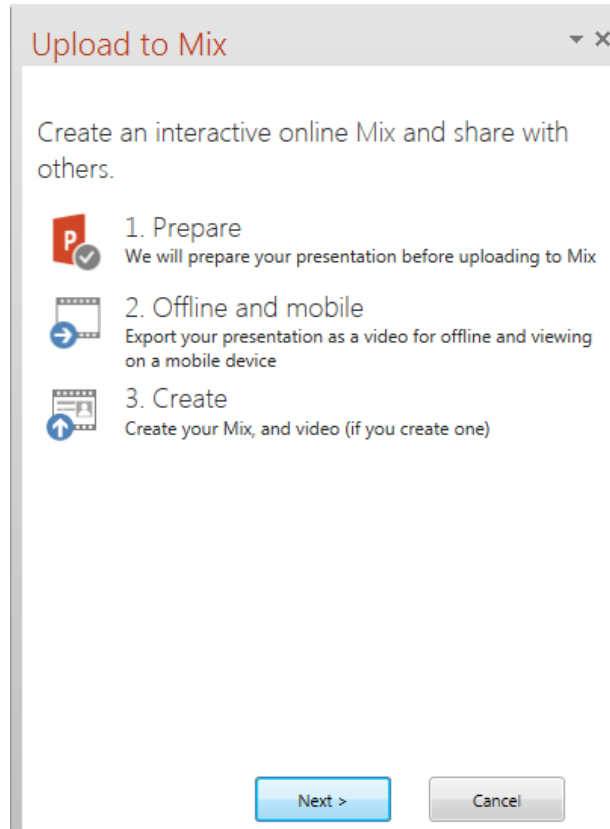 Upload to Mix
Create an interactive online Mix and share with
others.
1. Prepare
We will prepare your presentation before uploading to Mix
2. Offline and mobile
Export your presentation as a video for offline and viewing
on a mobile device
3. Create
Create your Mix, and video (if you create one)
Next >
Cancel